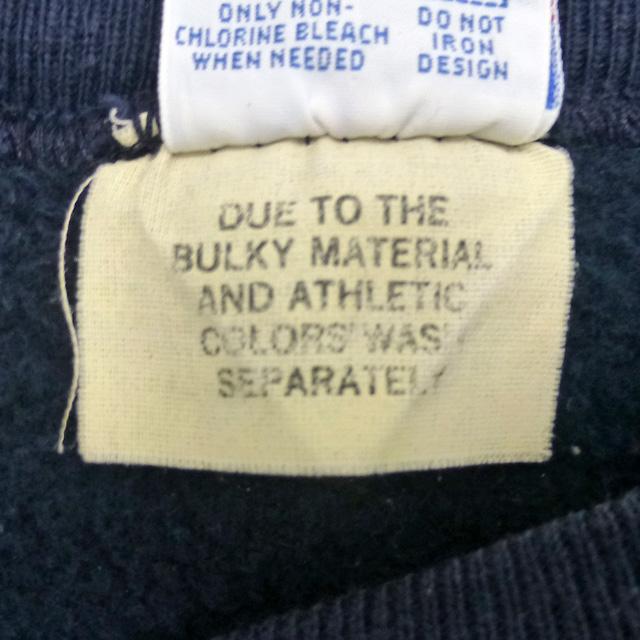 ONLY NON-
CHLORINE BLEACH
WHEN NEEDED
DO NOT
IRON
DESIGN
DUE TO THE
BULKY MATERIAL
AND ATHLETIC
COLORS WASH
SEPARATELY